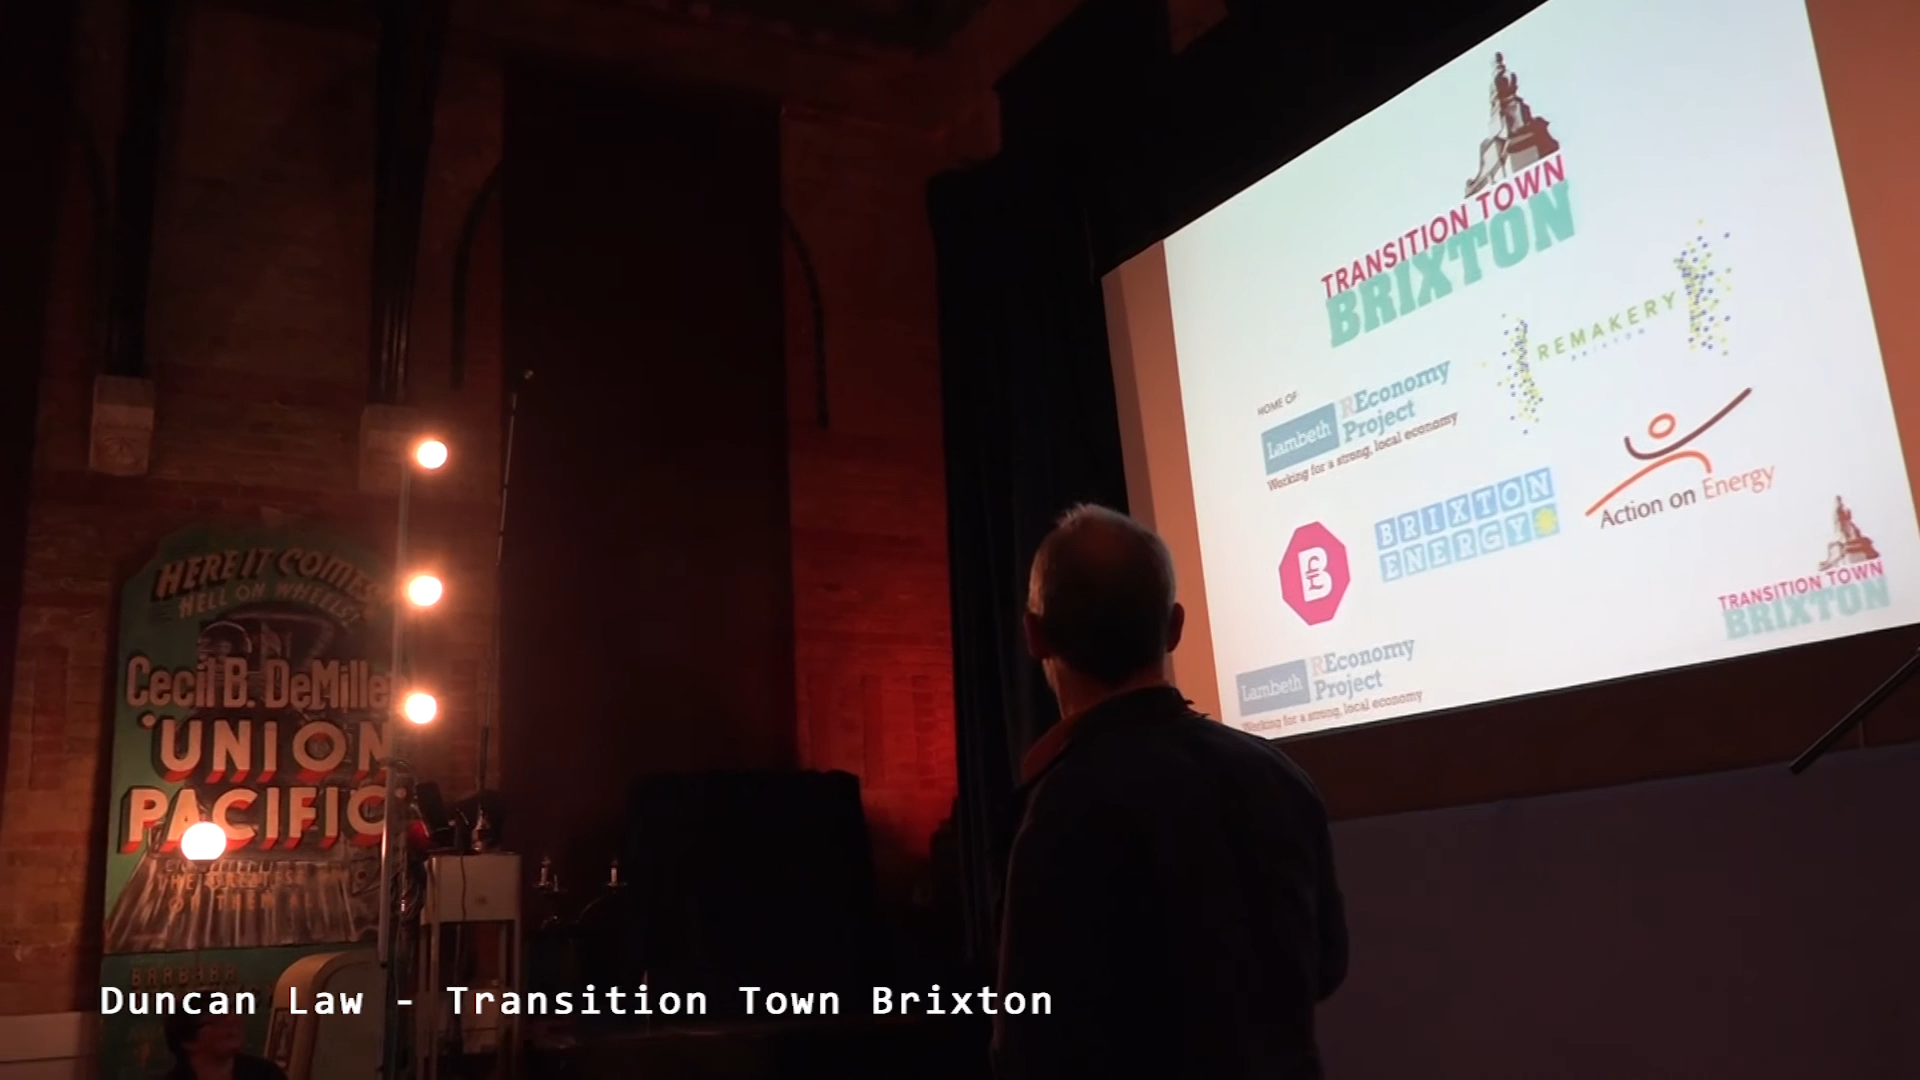 TRANSITION TOWN
BRIXTON
REMAKERY
BRIXTON
HOME OF
Lambeth REconomy
Project
Working for a strong, local economy
BRIXTON
ENERGY
Action on Energy
B
TRANSITION TOWN
BRIXTON
Lambeth REconomy
Project
Working for a strong, local economy
HERE IT COMES!
HELL ON WHEELS!
Cecil B. DeMille
UNION
PACIFIC
BARBARA
Duncan Law - Transition Town Brixton